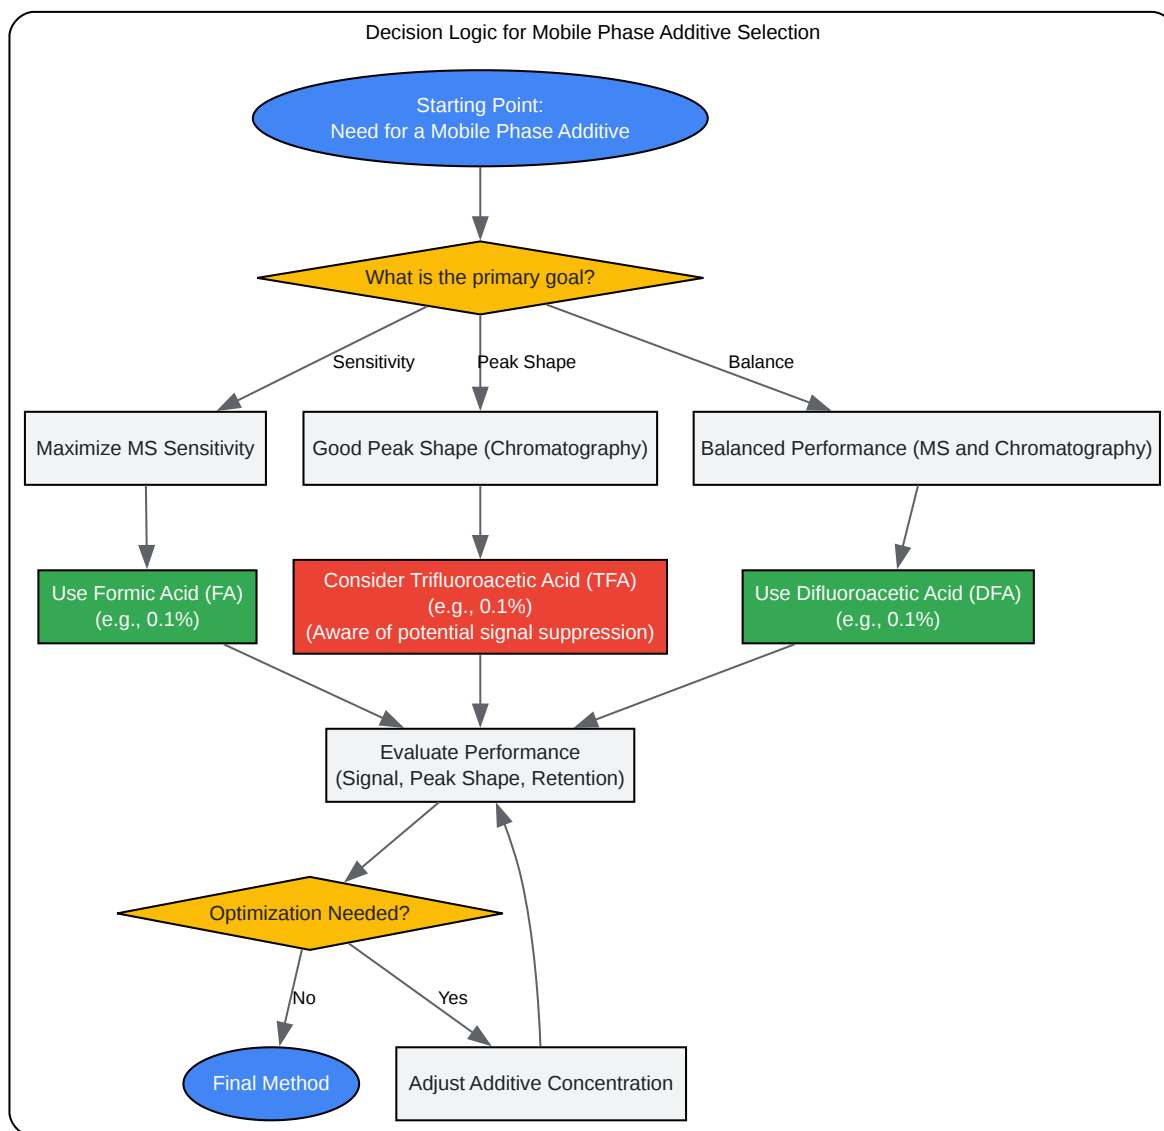 Decision Logic for Mobile Phase Additive Selection
Starting Point:
Need for a Mobile Phase Additive
What is the primary goal?
Sensitivity
Peak Shape
Balance
Maximize MS Sensitivity
Good Peak Shape (Chromatography)
Balanced Performance (MS and Chromatography)
Use Formic Acid (FA)
(e.g., 0.1%)
Consider Trifluoroacetic Acid (TFA)
(e.g., 0.1%)
(Aware of potential signal suppression)
Use Difluoroacetic Acid (DFA)
(e.g., 0.1%)
Evaluate Performance
(Signal, Peak Shape, Retention)
Optimization Needed?
No
Yes
Final Method
Adjust Additive Concentration